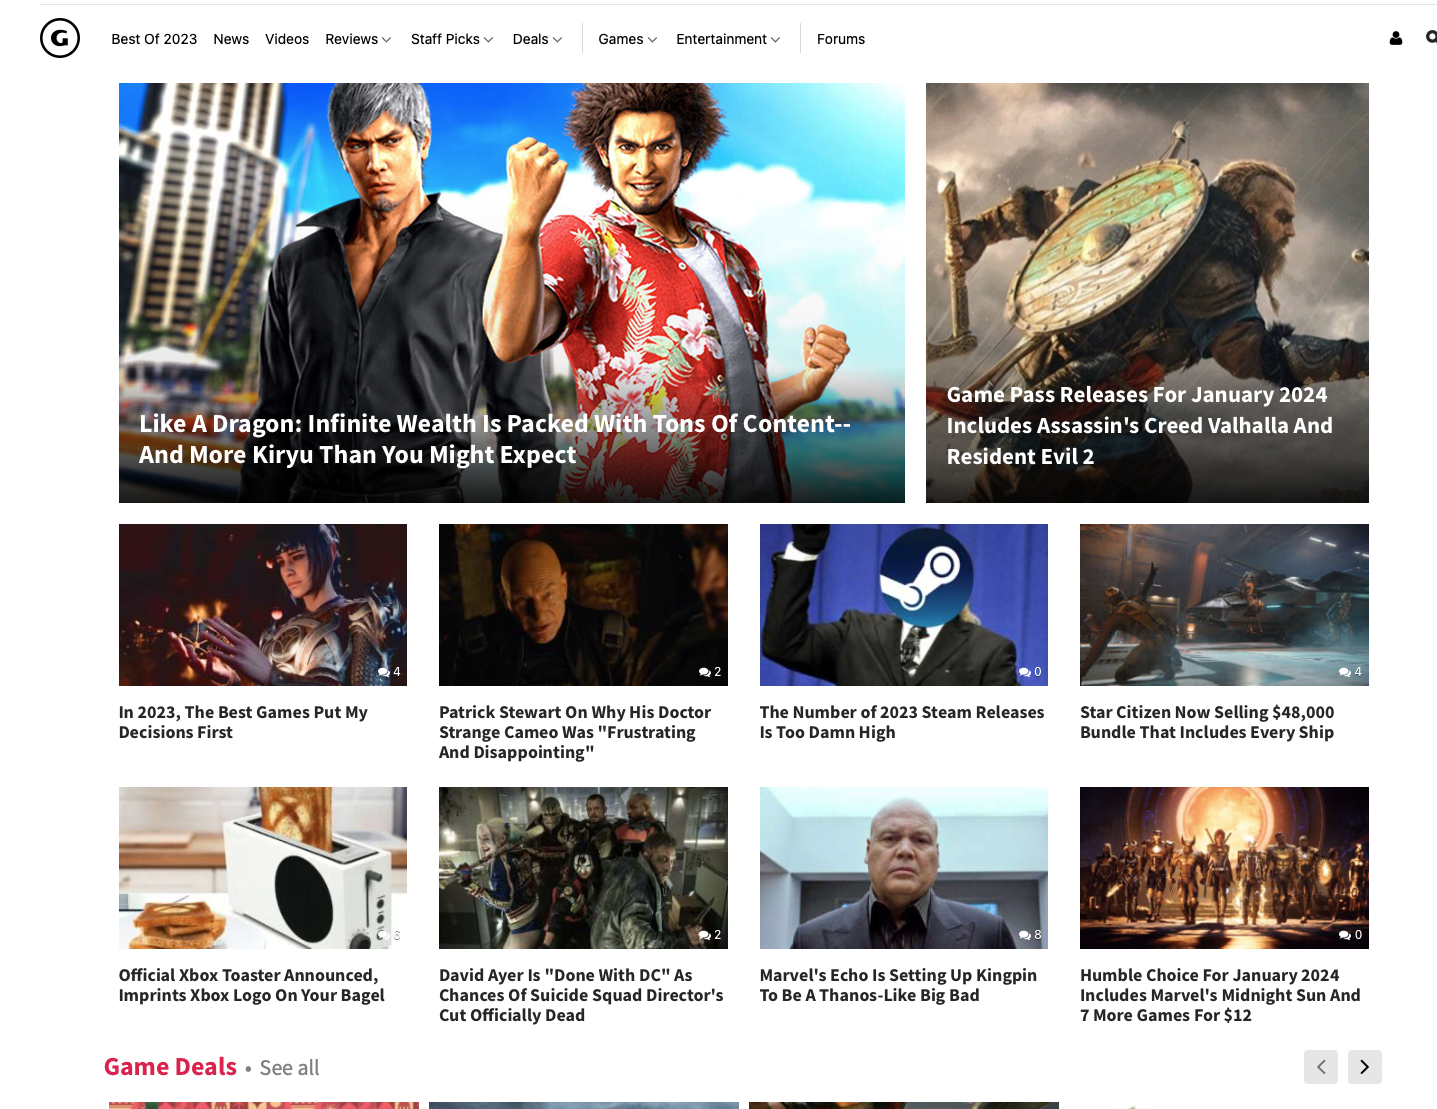 G
Best Of 2023 News Videos Reviews Staff Picks Deals Games Entertainment Forums
Like A Dragon: Infinite Wealth Is Packed With Tons Of Content--
And More Kiryu Than You Might Expect
Game Pass Releases For January 2024
Includes Assassin's Creed Valhalla And
Resident Evil 2
4
2
0
4
In 2023, The Best Games Put My
Decisions First
Patrick Stewart On Why His Doctor
Strange Cameo Was "Frustrating
And Disappointing"
The Number of 2023 Steam Releases
Is Too Damn High
Star Citizen Now Selling $48,000
Bundle That Includes Every Ship
2
8
0
Official Xbox Toaster Announced,
Imprints Xbox Logo On Your Bagel
David Ayer Is "Done With DC" As
Chances Of Suicide Squad Director's
Cut Officially Dead
Marvel's Echo Is Setting Up Kingpin
To Be A Thanos-Like Big Bad
Humble Choice For January 2024
Includes Marvel's Midnight Sun And
7 More Games For $12
Game Deals • See all